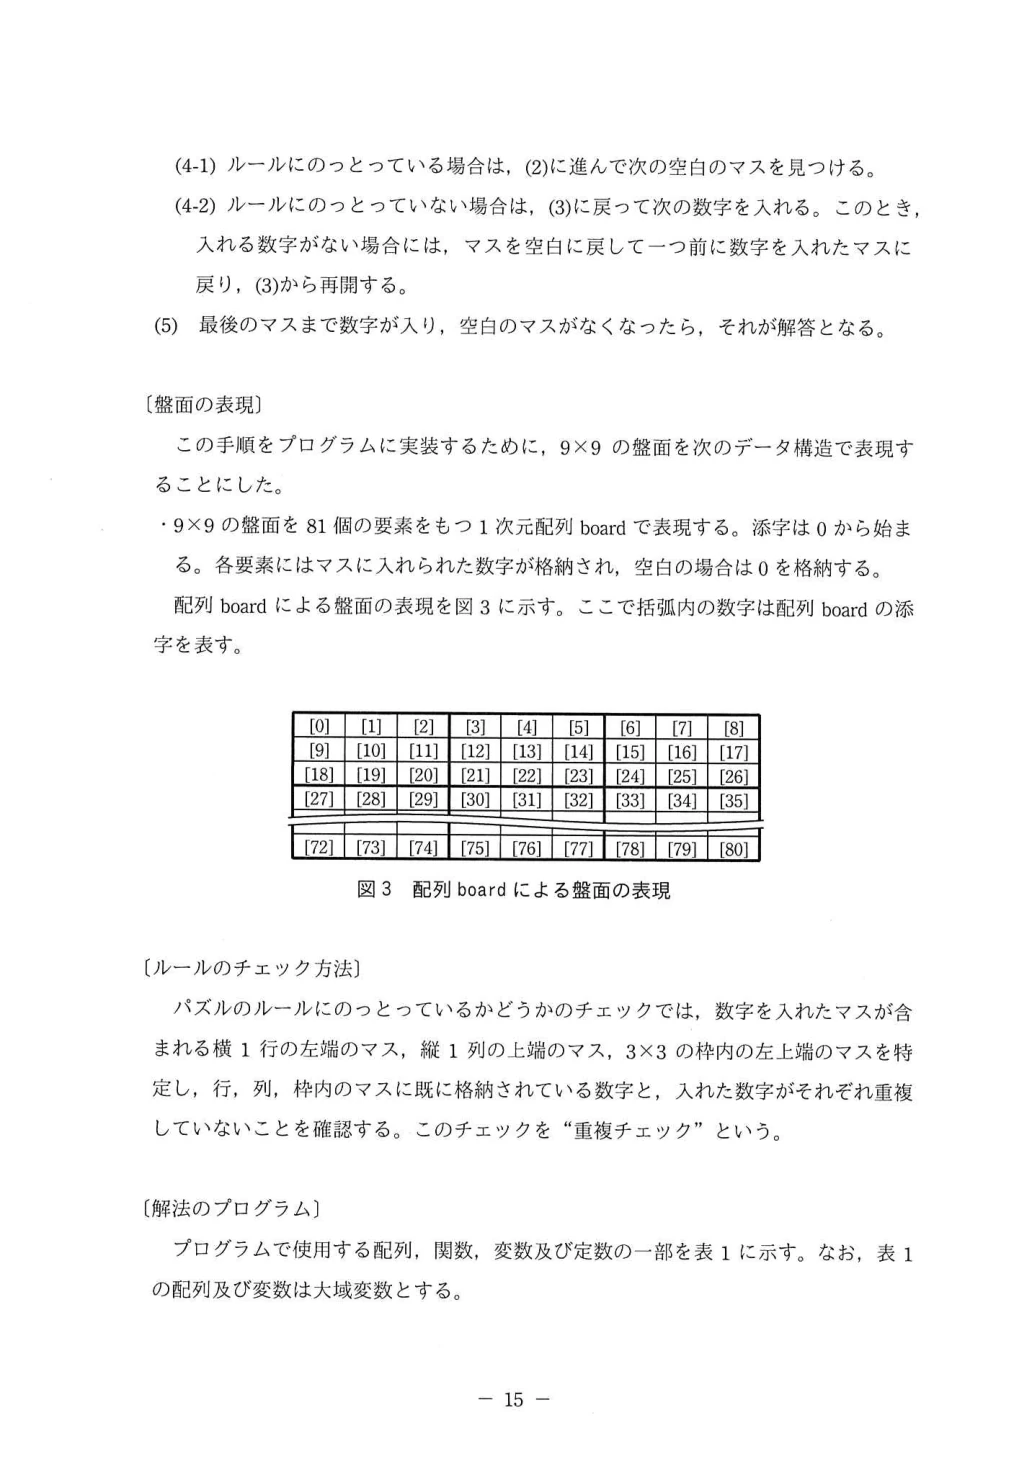 (4-1) ルールにのっとっている場合は，(2)に進んで次の空白のマスを見つける。
(4-2) ルールにのっとっていない場合は，(3)に戻って次の数字を入れる。このとき，
入れる数字がない場合には，マスを空白に戻して一つ前に数字を入れたマスに
戻り，(3)から再開する。
(5) 最後のマスまで数字が入り，空白のマスがなくなったら，それが解答となる。
〔盤面の表現〕
この手順をプログラムに実装するために，9×9 の盤面を次のデータ構造で表現す
ることにした。
・9×9 の盤面を 81 個の要素をもつ 1 次元配列 board で表現する。添字は 0 から始ま
る。各要素にはマスに入れられた数字が格納され，空白の場合は 0 を格納する。
配列 board による盤面の表現を図 3 に示す。ここで括弧内の数字は配列 board の添
字を表す。
[0] [1] [2] [3] [4] [5] [6] [7] [8]
[9] [10] [11] [12] [13] [14] [15] [16] [17]
[18] [19] [20] [21] [22] [23] [24] [25] [26]
[27] [28] [29] [30] [31] [32] [33] [34] [35]
[72] [73] [74] [75] [76] [77] [78] [79] [80]
図 3 配列 board による盤面の表現
〔ルールのチェック方法〕
パズルのルールにのっとっているかどうかのチェックでは，数字を入れたマスが含
まれる横 1 行の左端のマス，縦 1 列の上端のマス，3×3 の枠内の左上端のマスを特
定し，行，列，枠内のマスに既に格納されている数字と，入れた数字がそれぞれ重複
していないことを確認する。このチェックを“重複チェック”という。
〔解法のプログラム〕
プログラムで使用する配列，関数，変数及び定数の一部を表 1 に示す。なお，表 1
の配列及び変数は大域変数とする。
－ 15 －